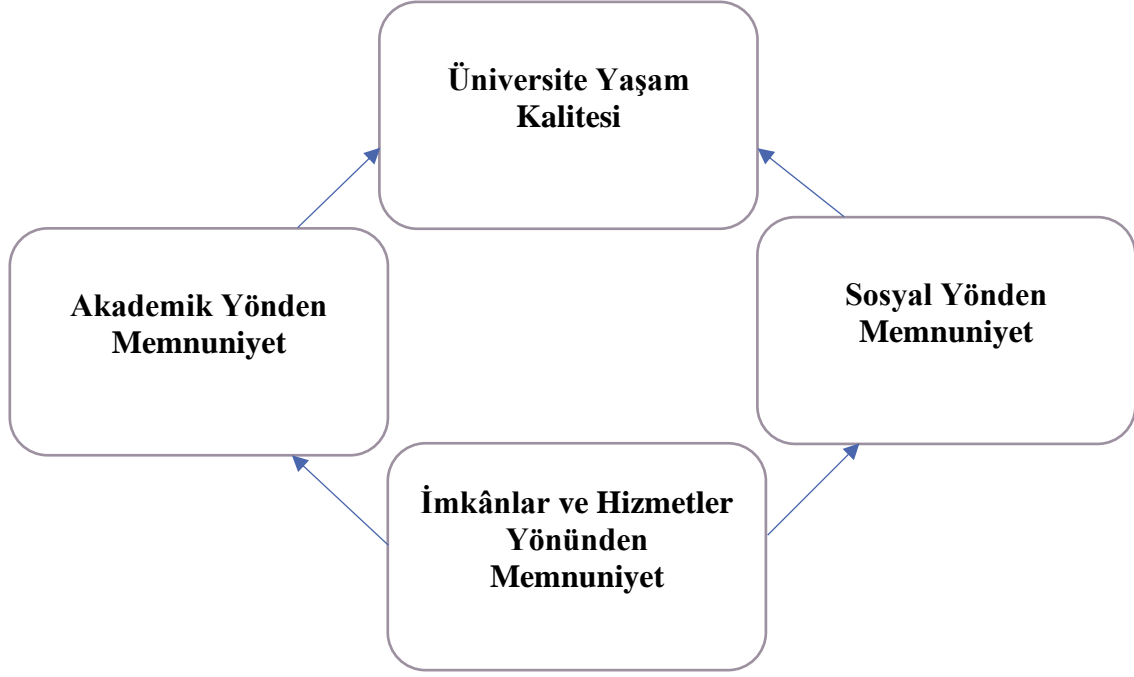 Üniversite Yaşam
Kalitesi
Akademik Yönden
Memnuniyet
Sosyal Yönden
Memnuniyet
İmkânlar ve Hizmetler
Yönünden
Memnuniyet